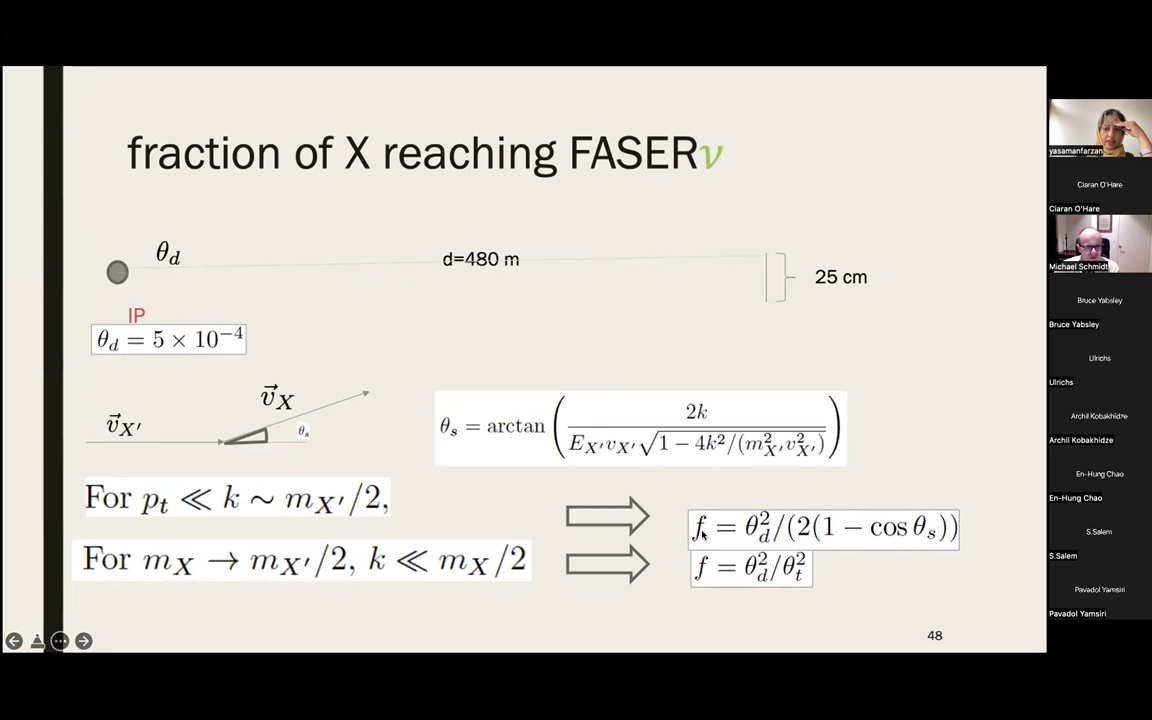 fraction of X reaching FASERν
θ_d
d=480 m
25 cm
IP
θ_d = 5 × 10⁻⁴
v⃗_X′
v⃗_X
θ_s
θ_s = arctan ( 2k / ( E_X′ v_X′ √(1 − 4k²/(m²_X′ v²_X′)) ) )
For p_t ≪ k ∼ m_X′/2,
f = θ_d²/(2(1 − cos θ_s))
For m_X → m_X′/2, k ≪ m_X/2
f = θ_d²/θ_t²
48
yasamanfarzan
Ciaran O'Hare
Ciaran O'Hare
Michael Schmidt
Bruce Yabsley
Bruce Yabsley
Ulrichs
Ulrichs
Archil Kobakhidze
Archil Kobakhidze
En-Hung Chao
En-Hung Chao
S.Salem
S.Salem
Pavadol Yamsiri
Pavadol Yamsiri